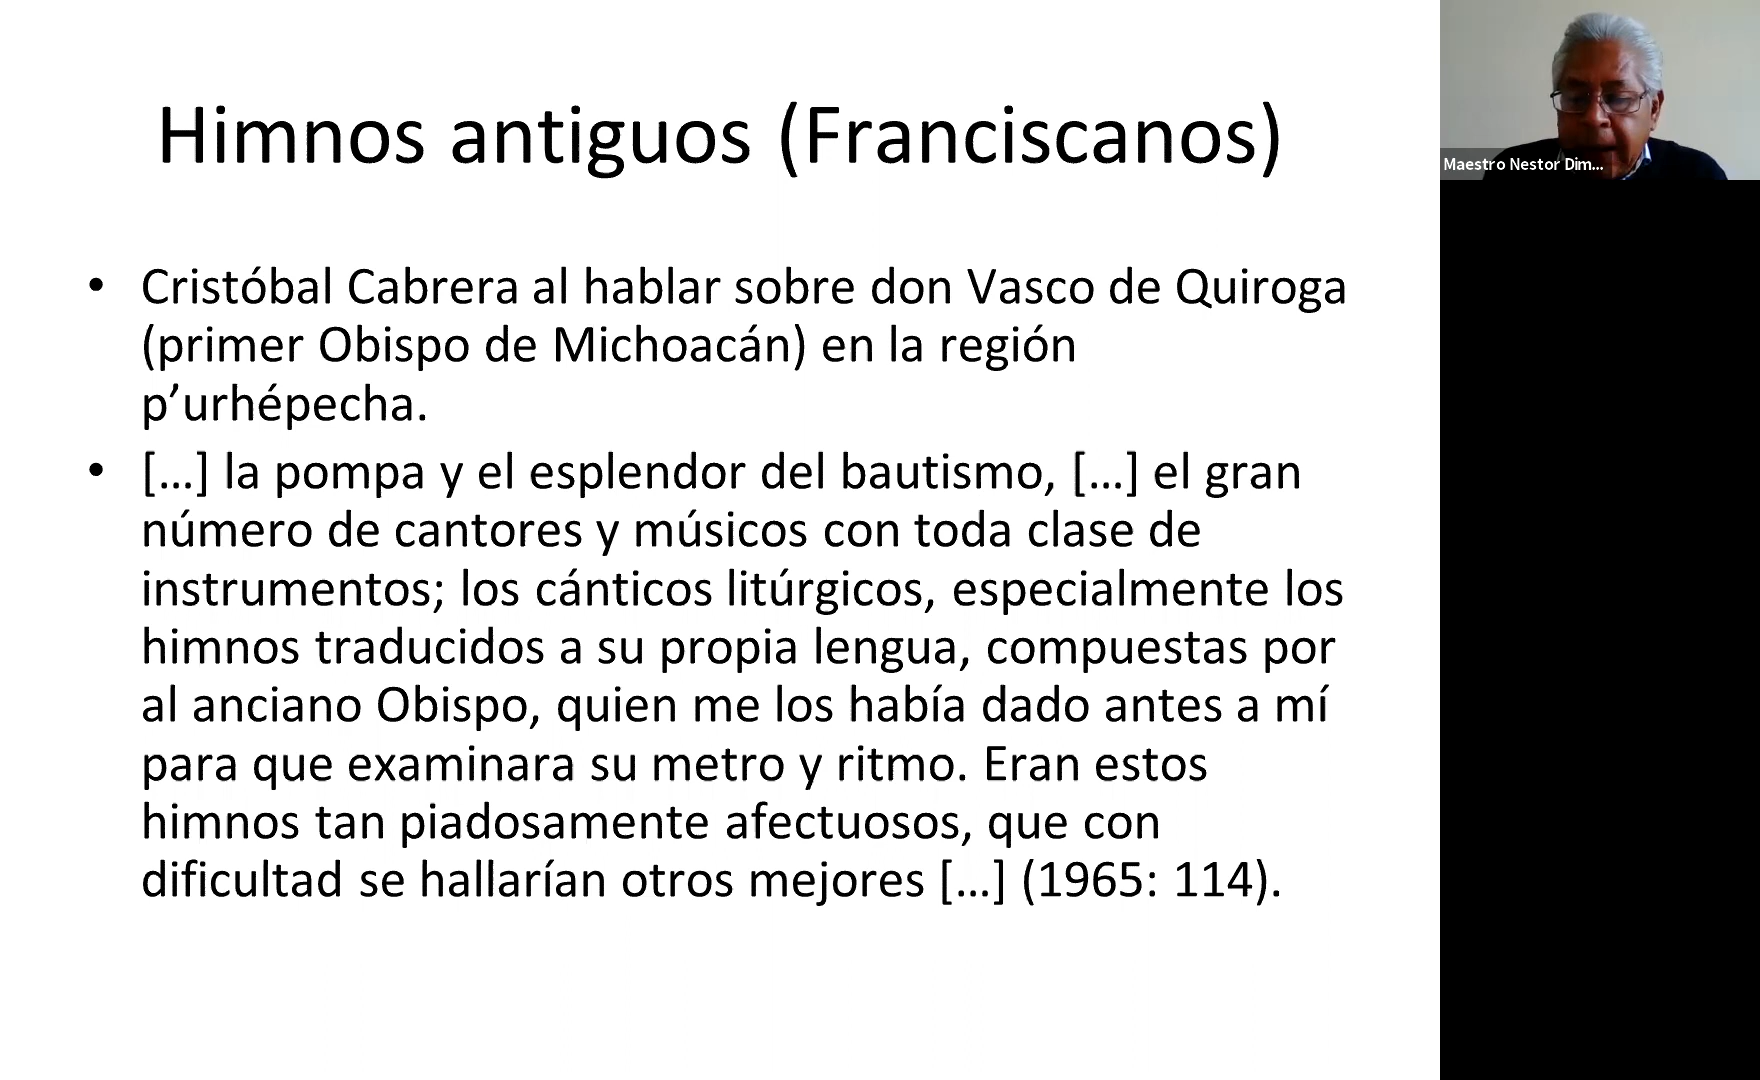 Himnos antiguos (Franciscanos)
• Cristóbal Cabrera al hablar sobre don Vasco de Quiroga
(primer Obispo de Michoacán) en la región
p’urhépecha.
• […] la pompa y el esplendor del bautismo, […] el gran
número de cantores y músicos con toda clase de
instrumentos; los cánticos litúrgicos, especialmente los
himnos traducidos a su propia lengua, compuestas por
al anciano Obispo, quien me los había dado antes a mí
para que examinara su metro y ritmo. Eran estos
himnos tan piadosamente afectuosos, que con
dificultad se hallarían otros mejores […] (1965: 114).
Maestro Nestor Dim...